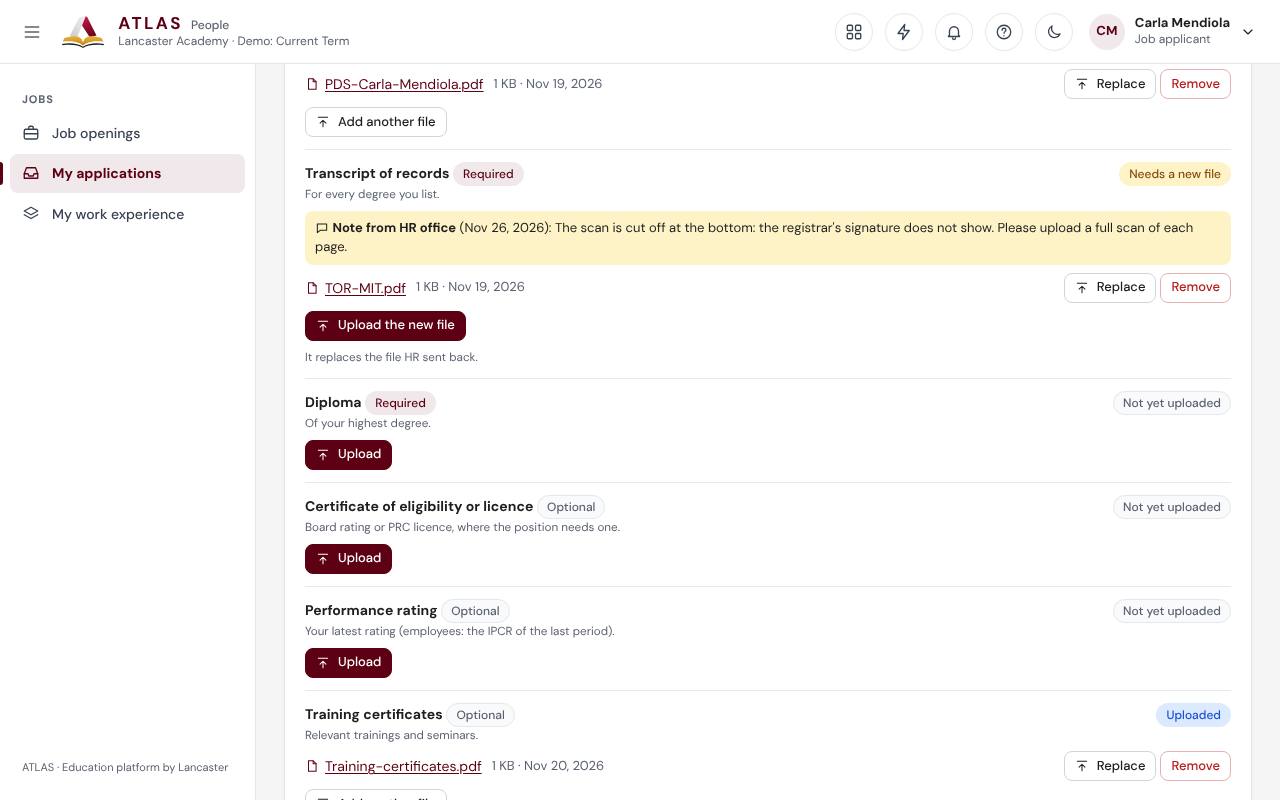 ATLAS People
Lancaster Academy · Demo: Current Term
CM
Carla Mendiola
Job applicant
JOBS
Job openings
My applications
My work experience
ATLAS · Education platform by Lancaster
PDS-Carla-Mendiola.pdf 1 KB · Nov 19, 2026 Replace Remove
Add another file
Transcript of records Required Needs a new file
For every degree you list.
Note from HR office (Nov 26, 2026): The scan is cut off at the bottom: the registrar's signature does not show. Please upload a full scan of each
page.
TOR-MIT.pdf 1 KB · Nov 19, 2026 Replace Remove
Upload the new file
It replaces the file HR sent back.
Diploma Required Not yet uploaded
Of your highest degree.
Upload
Certificate of eligibility or licence Optional Not yet uploaded
Board rating or PRC licence, where the position needs one.
Upload
Performance rating Optional Not yet uploaded
Your latest rating (employees: the IPCR of the last period).
Upload
Training certificates Optional Uploaded
Relevant trainings and seminars.
Training-certificates.pdf 1 KB · Nov 20, 2026 Replace Remove